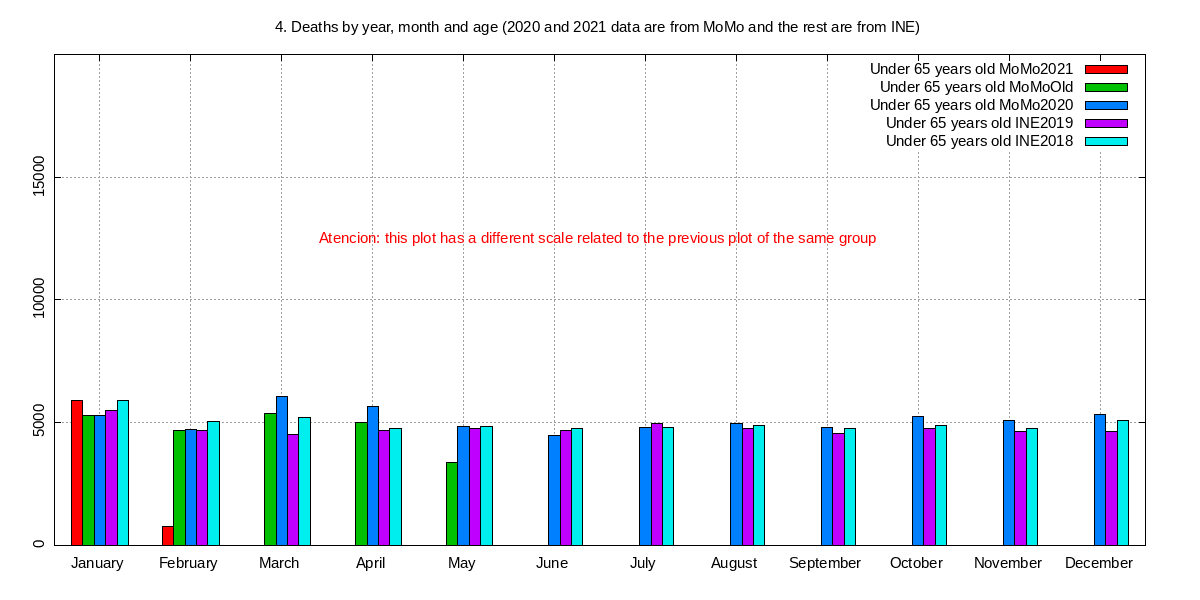 4. Deaths by year, month and age (2020 and 2021 data are from MoMo and the rest are from INE)
Under 65 years old MoMo2021
Under 65 years old MoMoOld
Under 65 years old MoMo2020
Under 65 years old INE2019
Under 65 years old INE2018
15000
Atencion: this plot has a different scale related to the previous plot of the same group
10000
5000
0
January February March April May June July August September October November December